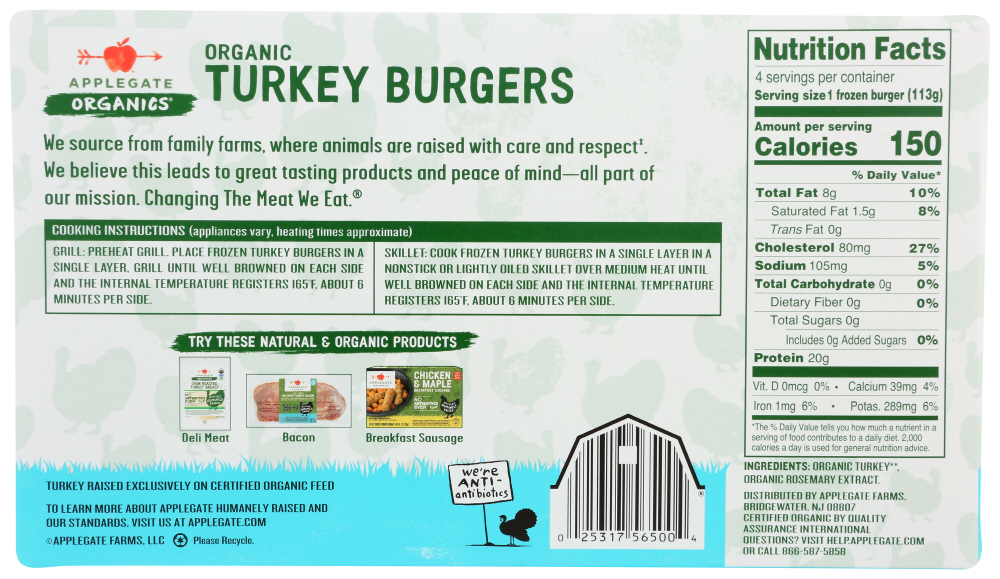 APPLEGATE
ORGANICS®
ORGANIC
TURKEY BURGERS
We source from family farms, where animals are raised with care and respect‡.
We believe this leads to great tasting products and peace of mind—all part of
our mission. Changing The Meat We Eat.®
COOKING INSTRUCTIONS (appliances vary, heating times approximate)
GRILL: PREHEAT GRILL. PLACE FROZEN TURKEY BURGERS IN A
SINGLE LAYER. GRILL UNTIL WELL BROWNED ON EACH SIDE
AND THE INTERNAL TEMPERATURE REGISTERS 165°F, ABOUT 6
MINUTES PER SIDE.
SKILLET: COOK FROZEN TURKEY BURGERS IN A SINGLE LAYER IN A
NONSTICK OR LIGHTLY OILED SKILLET OVER MEDIUM HEAT UNTIL
WELL BROWNED ON EACH SIDE AND THE INTERNAL TEMPERATURE
REGISTERS 165°F, ABOUT 6 MINUTES PER SIDE.
TRY THESE NATURAL & ORGANIC PRODUCTS
APPLEGATE
CHICKEN
& MAPLE
BREAKFAST SAUSAGE
NO
ANTIBIOTICS
EVER
Deli Meat
Bacon
Breakfast Sausage
TURKEY RAISED EXCLUSIVELY ON CERTIFIED ORGANIC FEED
TO LEARN MORE ABOUT APPLEGATE HUMANELY RAISED AND
OUR STANDARDS, VISIT US AT APPLEGATE.COM
©APPLEGATE FARMS, LLC Please Recycle.
we're
ANTI-
antibiotics
0 25317 56500 4
®
Nutrition Facts
4 servings per container
Serving size 1 frozen burger (113g)
Amount per serving
Calories 150
% Daily Value*
Total Fat 8g 10%
Saturated Fat 1.5g 8%
Trans Fat 0g
Cholesterol 80mg 27%
Sodium 105mg 5%
Total Carbohydrate 0g 0%
Dietary Fiber 0g 0%
Total Sugars 0g
Includes 0g Added Sugars 0%
Protein 20g
Vit. D 0mcg 0% • Calcium 39mg 4%
Iron 1mg 6% • Potas. 289mg 6%
*The % Daily Value tells you how much a nutrient in a
serving of food contributes to a daily diet. 2,000
calories a day is used for general nutrition advice.
INGREDIENTS: ORGANIC TURKEY**,
ORGANIC ROSEMARY EXTRACT.
DISTRIBUTED BY APPLEGATE FARMS,
BRIDGEWATER, NJ 08807
CERTIFIED ORGANIC BY QUALITY
ASSURANCE INTERNATIONAL
QUESTIONS? VISIT HELP.APPLEGATE.COM
OR CALL 866-587-5858